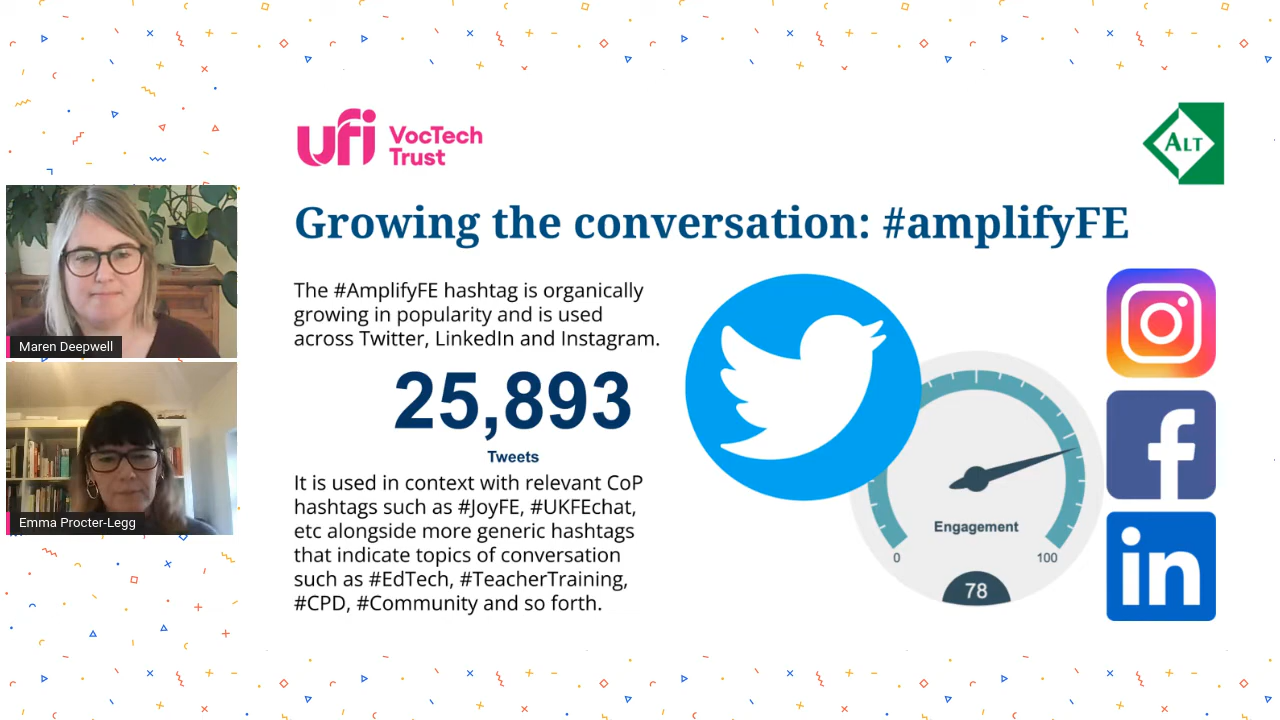 ufi VocTech
Trust
ALT
Growing the conversation: #amplifyFE
The #AmplifyFE hashtag is organically
growing in popularity and is used
across Twitter, LinkedIn and Instagram.
25,893
Tweets
It is used in context with relevant CoP
hashtags such as #JoyFE, #UKFEchat,
etc alongside more generic hashtags
that indicate topics of conversation
such as #EdTech, #TeacherTraining,
#CPD, #Community and so forth.
Engagement
0
100
78
f
in
Maren Deepwell
Emma Procter-Legg